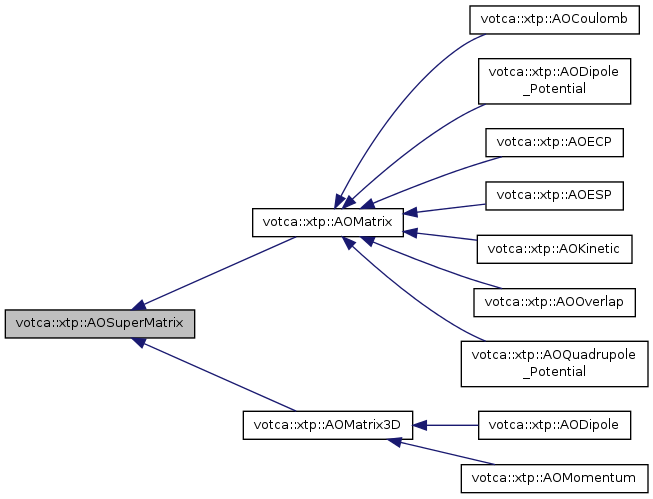 votca::xtp::AOCoulomb
votca::xtp::AODipole
_Potential
votca::xtp::AOECP
votca::xtp::AOESP
votca::xtp::AOMatrix
votca::xtp::AOKinetic
votca::xtp::AOOverlap
votca::xtp::AOSuperMatrix
votca::xtp::AOQuadrupole
_Potential
votca::xtp::AOMatrix3D
votca::xtp::AODipole
votca::xtp::AOMomentum